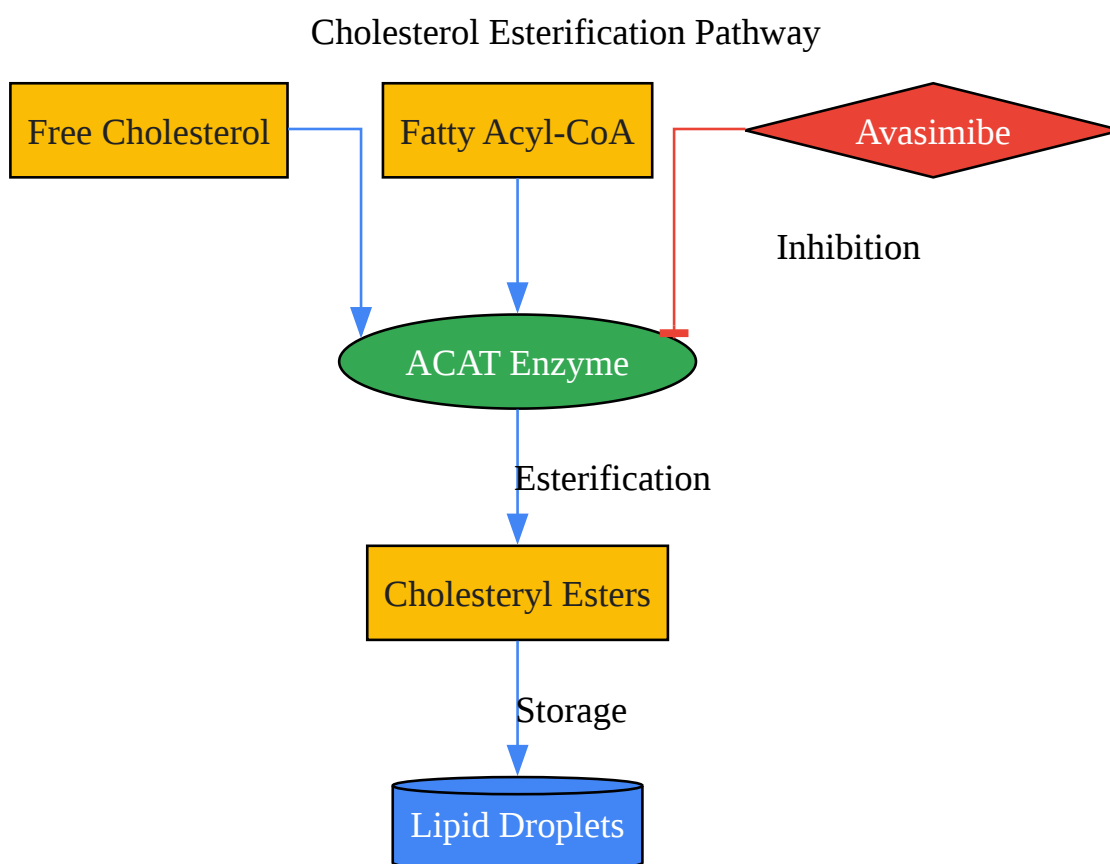 Cholesterol Esterification Pathway
Free Cholesterol
Fatty Acyl-CoA
Avasimibe
Inhibition
ACAT Enzyme
Esterification
Cholesteryl Esters
Storage
Lipid Droplets